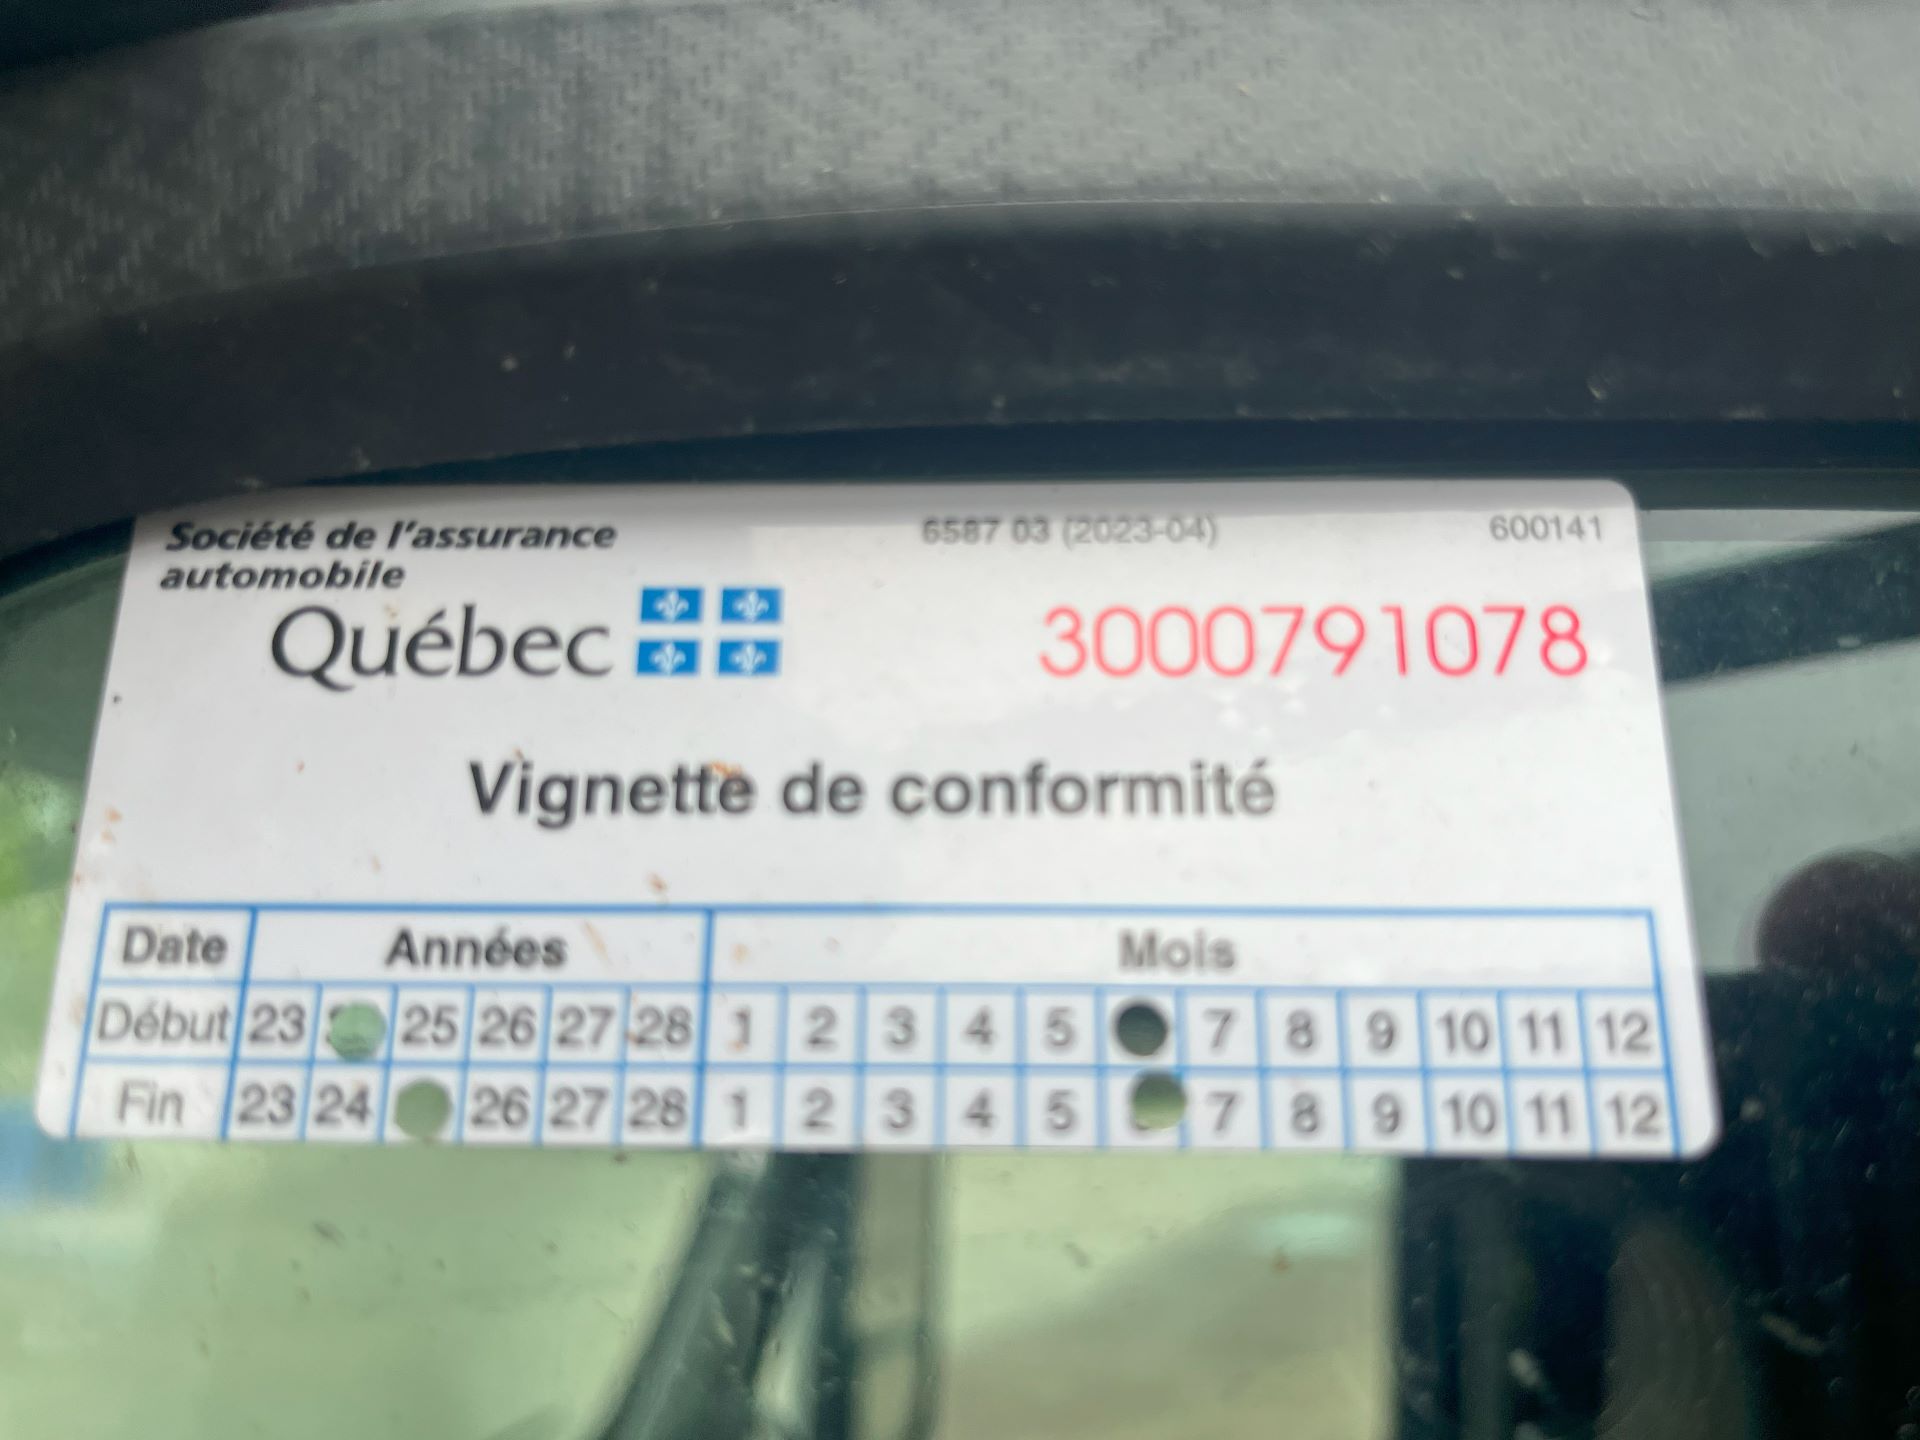 Société de l'assurance
automobile
Québec
6587 03 (2023-04)
600141
3000791078
Vignette de conformité
Date Années Mois
Début 23 25 26 27 28 1 2 3 4 5 7 8 9 10 11 12
Fin 23 24 26 27 28 1 2 3 4 5 7 8 9 10 11 12